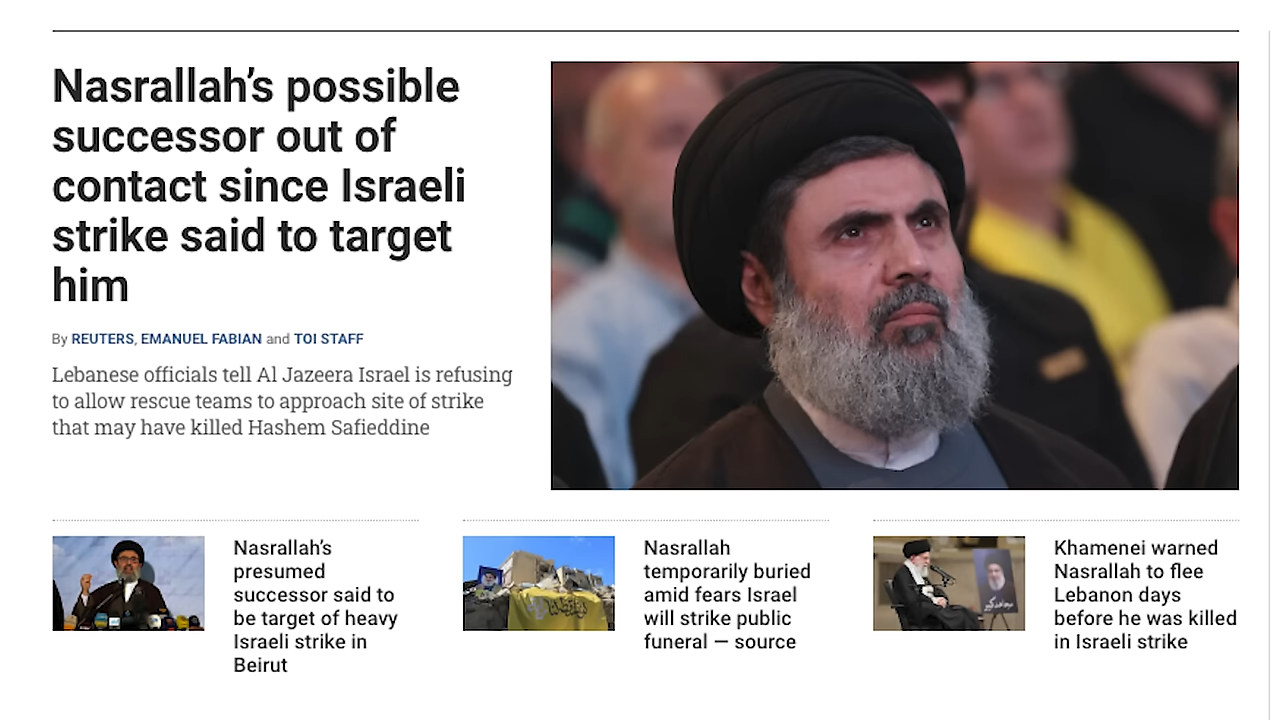 Nasrallah’s possible
successor out of
contact since Israeli
strike said to target
him
By REUTERS, EMANUEL FABIAN and TOI STAFF
Lebanese officials tell Al Jazeera Israel is refusing
to allow rescue teams to approach site of strike
that may have killed Hashem Safieddine
Nasrallah’s
presumed
successor said to
be target of heavy
Israeli strike in
Beirut
Nasrallah
temporarily buried
amid fears Israel
will strike public
funeral — source
Khamenei warned
Nasrallah to flee
Lebanon days
before he was killed
in Israeli strike